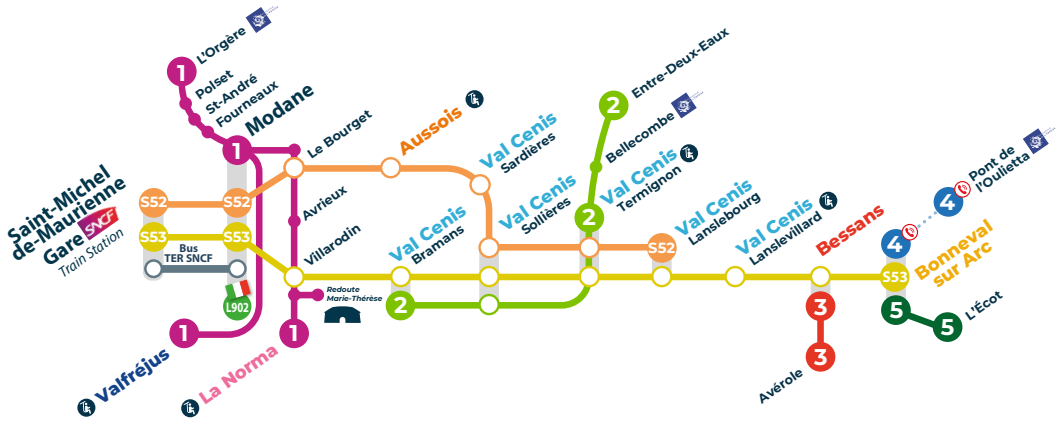 L'Orgère
Polset
St-André
Fourneaux
Modane
1
1
Le Bourget
Aussois
Val Cenis
Sardières
2
Entre-Deux-Eaux
Bellecombe
Val Cenis
Termignon
2
Saint-Michel
de-Maurienne
Gare SNCF
Train Station
S52
S52
S53
S53
Bus
TER SNCF
L902
Avrieux
Villarodin
Redoute
Marie-Thérèse
1
Valfréjus
1
La Norma
Val Cenis
Bramans
2
Val Cenis
Sollières
S52
Val Cenis
Lanslebourg
Val Cenis
Lanslevillard
Bessans
3
3
Avérole
4
4
Pont de
l'Oulietta
S53
Bonneval
sur Arc
5
5
L'Écot